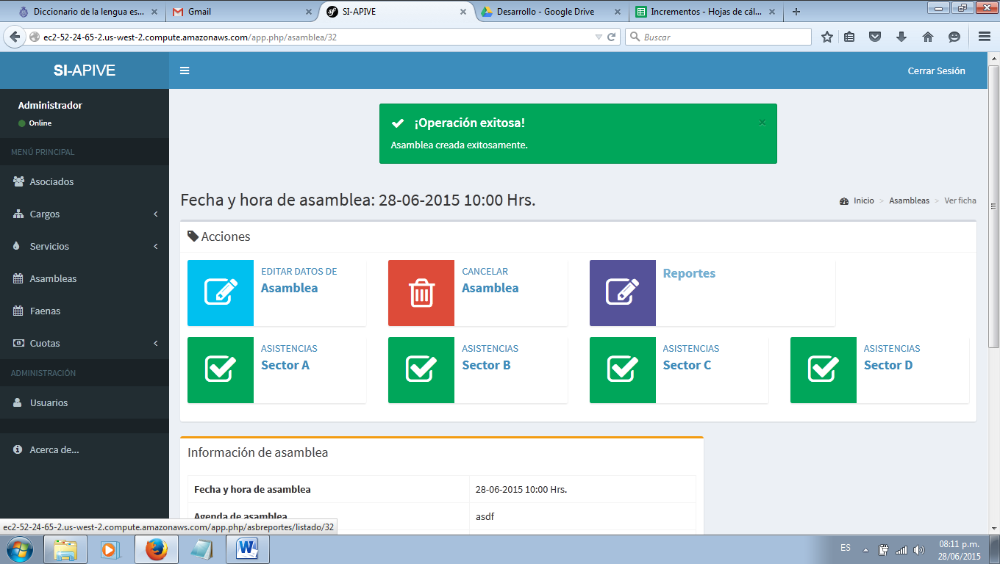 Diccionario de la lengua es...
Gmail
SI-APIVE
Desarrollo - Google Drive
Incrementos - Hojas de cál...
ec2-52-24-65-2.us-west-2.compute.amazonaws.com/app.php/asamblea/32
Buscar
SI-APIVE
Cerrar Sesión
Administrador
Online
MENÚ PRINCIPAL
Asociados
Cargos
Servicios
Asambleas
Faenas
Cuotas
ADMINISTRACIÓN
Usuarios
Acerca de...
¡Operación exitosa!
×
Asamblea creada exitosamente.
Fecha y hora de asamblea: 28-06-2015 10:00 Hrs.
Inicio > Asambleas > Ver ficha
Acciones
EDITAR DATOS DE
Asamblea
CANCELAR
Asamblea
Reportes
ASISTENCIAS
Sector A
ASISTENCIAS
Sector B
ASISTENCIAS
Sector C
ASISTENCIAS
Sector D
Información de asamblea
Fecha y hora de asamblea 28-06-2015 10:00 Hrs.
Agenda de asamblea asdf
ec2-52-24-65-2.us-west-2.compute.amazonaws.com/app.php/asbreportes/listado/32
ES
08:11 p.m.
28/06/2015